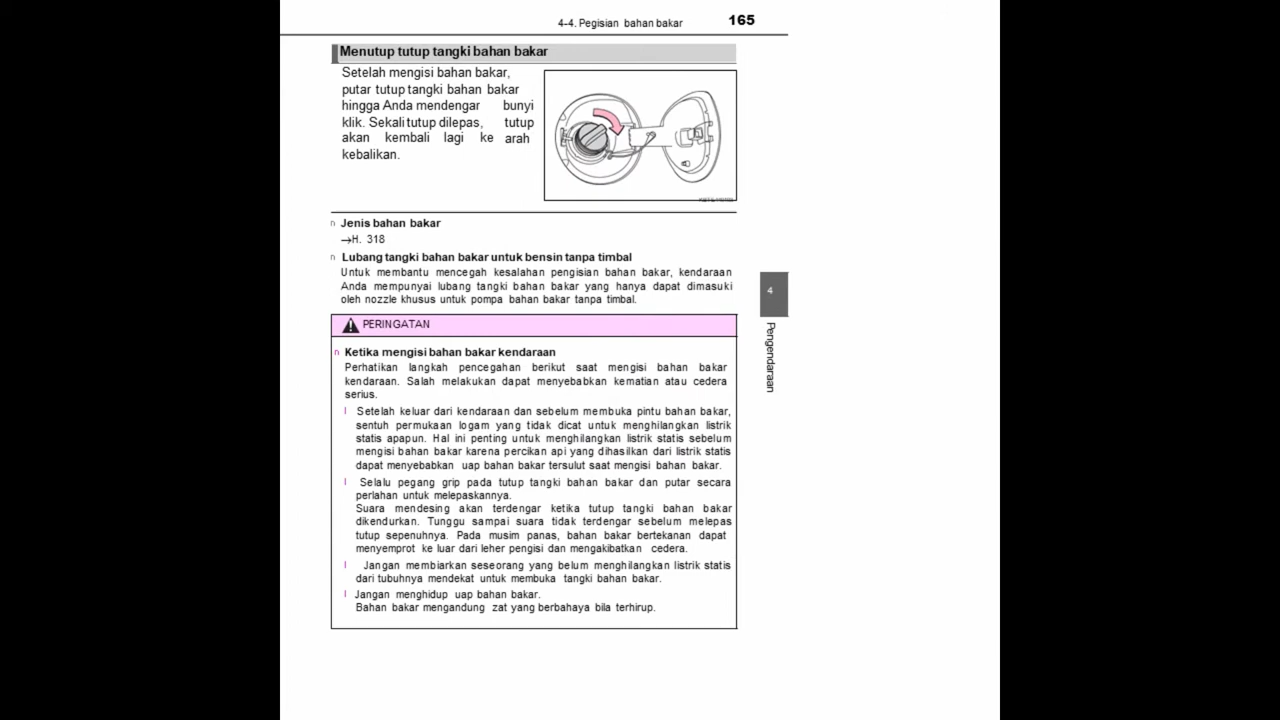 4-4. Pegisian bahan bakar 165
Menutup tutup tangki bahan bakar
Setelah mengisi bahan bakar,
putar tutup tangki bahan bakar
hingga Anda mendengar bunyi
klik. Sekali tutup dilepas, tutup
akan kembali lagi ke arah
kebalikan.
n Jenis bahan bakar
→H. 318
n Lubang tangki bahan bakar untuk bensin tanpa timbal
Untuk membantu mencegah kesalahan pengisian bahan bakar, kendaraan
Anda mempunyai lubang tangki bahan bakar yang hanya dapat dimasuki
oleh nozzle khusus untuk pompa bahan bakar tanpa timbal.
4
Pengendaraan
PERINGATAN
n Ketika mengisi bahan bakar kendaraan
Perhatikan langkah pencegahan berikut saat mengisi bahan bakar
kendaraan. Salah melakukan dapat menyebabkan kematian atau cedera
serius.
l Setelah keluar dari kendaraan dan sebelum membuka pintu bahan bakar,
sentuh permukaan logam yang tidak dicat untuk menghilangkan listrik
statis apapun. Hal ini penting untuk menghilangkan listrik statis sebelum
mengisi bahan bakar karena percikan api yang dihasilkan dari listrik statis
dapat menyebabkan uap bahan bakar tersulut saat mengisi bahan bakar.
l Selalu pegang grip pada tutup tangki bahan bakar dan putar secara
perlahan untuk melepaskannya.
Suara mendesing akan terdengar ketika tutup tangki bahan bakar
dikendurkan. Tunggu sampai suara tidak terdengar sebelum melepas
tutup sepenuhnya. Pada musim panas, bahan bakar bertekanan dapat
menyemprot ke luar dari leher pengisi dan mengakibatkan cedera.
l Jangan membiarkan seseorang yang belum menghilangkan listrik statis
dari tubuhnya mendekat untuk membuka tangki bahan bakar.
l Jangan menghidup uap bahan bakar.
Bahan bakar mengandung zat yang berbahaya bila terhirup.